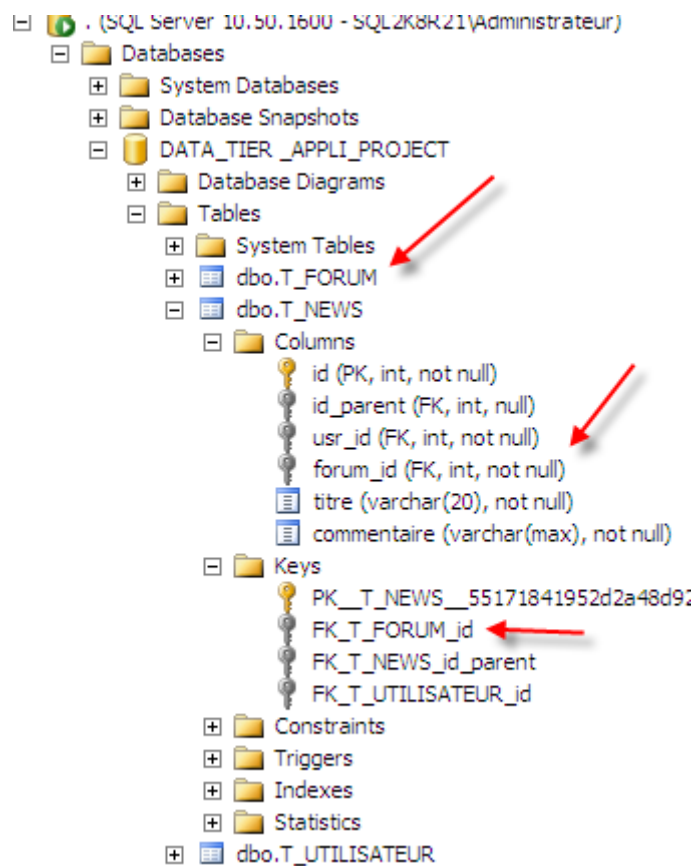 . (SQL Server 10.50.1600 - SQL2K8R21\Administrateur)
Databases
System Databases
Database Snapshots
DATA_TIER _APPLI_PROJECT
Database Diagrams
Tables
System Tables
dbo.T_FORUM
dbo.T_NEWS
Columns
id (PK, int, not null)
id_parent (FK, int, null)
usr_id (FK, int, not null)
forum_id (FK, int, not null)
titre (varchar(20), not null)
commentaire (varchar(max), not null)
Keys
PK__T_NEWS__55171841952d2a48d92
FK_T_FORUM_id
FK_T_NEWS_id_parent
FK_T_UTILISATEUR_id
Constraints
Triggers
Indexes
Statistics
dbo.T_UTILISATEUR